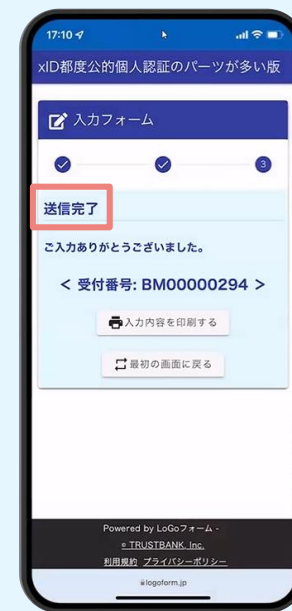 17:10
xID都度公的個人認証のパーツが多い版
入力フォーム
3
送信完了
ご入力ありがとうございました。
< 受付番号: BM00000294 >
入力内容を印刷する
最初の画面に戻る
Powered by LoGoフォーム -
© TRUSTBANK, Inc.
利用規約 プライバシーポリシー
logoform.jp